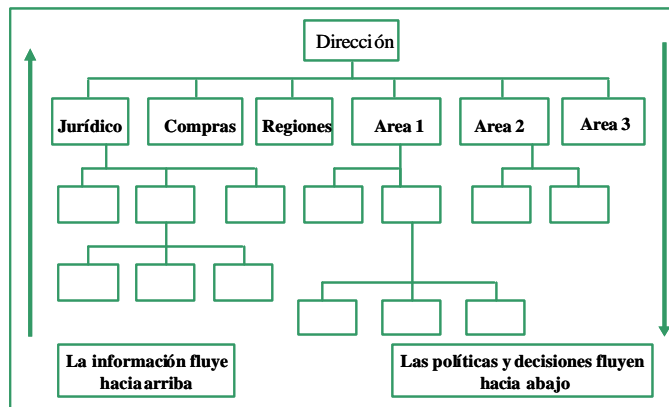 Dirección
Jurídico
Compras
Regiones
Area 1
Area 2
Area 3
La información fluye
hacia arriba
Las políticas y decisiones fluyen
hacia abajo